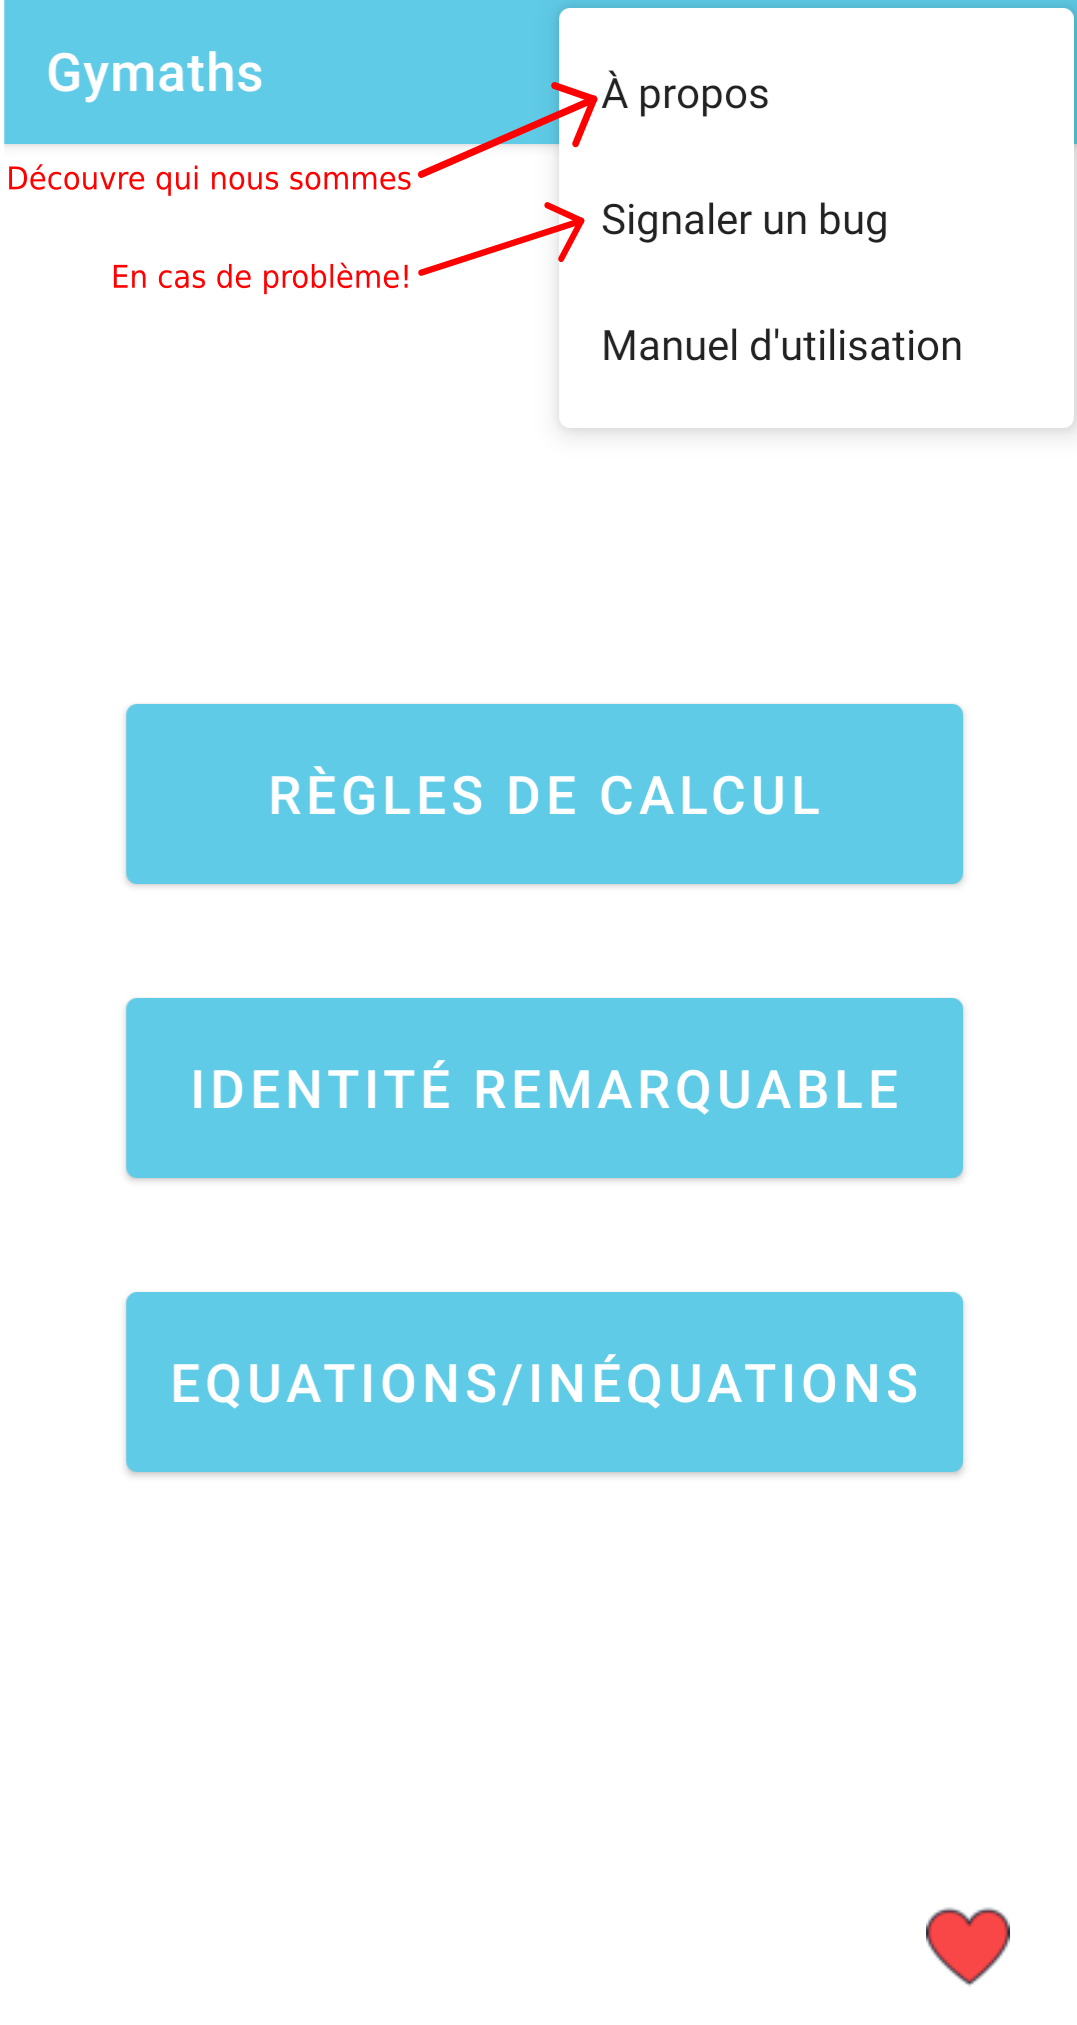 Gymaths
À propos
Découvre qui nous sommes
Signaler un bug
En cas de problème!
Manuel d'utilisation
RÈGLES DE CALCUL
IDENTITÉ REMARQUABLE
EQUATIONS/INÉQUATIONS